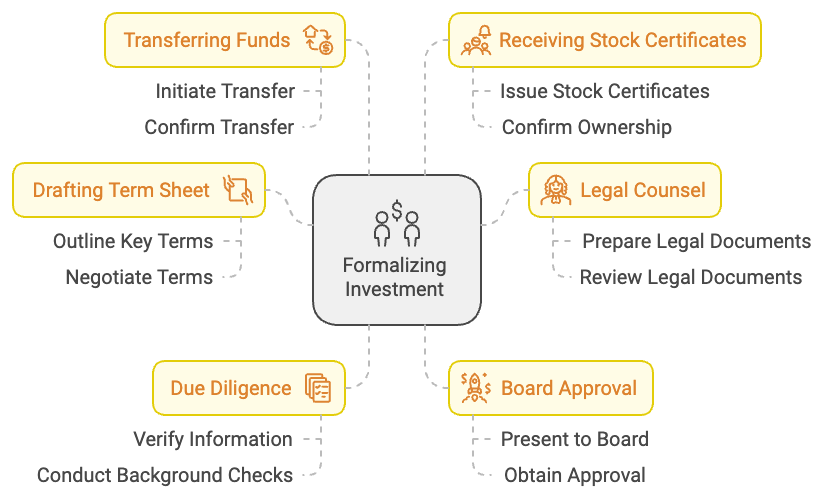 Transferring Funds
Initiate Transfer
Confirm Transfer
Receiving Stock Certificates
Issue Stock Certificates
Confirm Ownership
Drafting Term Sheet
Outline Key Terms
Negotiate Terms
Formalizing
Investment
Legal Counsel
Prepare Legal Documents
Review Legal Documents
Due Diligence
Verify Information
Conduct Background Checks
Board Approval
Present to Board
Obtain Approval